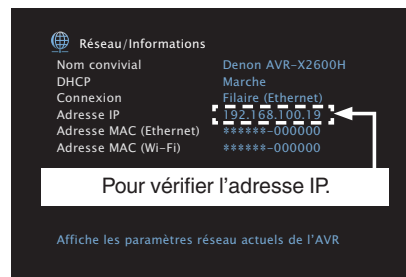 Réseau/Informations
Nom convivial Denon AVR-X2600H
DHCP Marche
Connexion Filaire (Ethernet)
Adresse IP 192.168.100.19
Adresse MAC (Ethernet) ******-000000
Adresse MAC (Wi-Fi) ******-000000
Pour vérifier l'adresse IP.
Affiche les paramètres réseau actuels de l'AVR